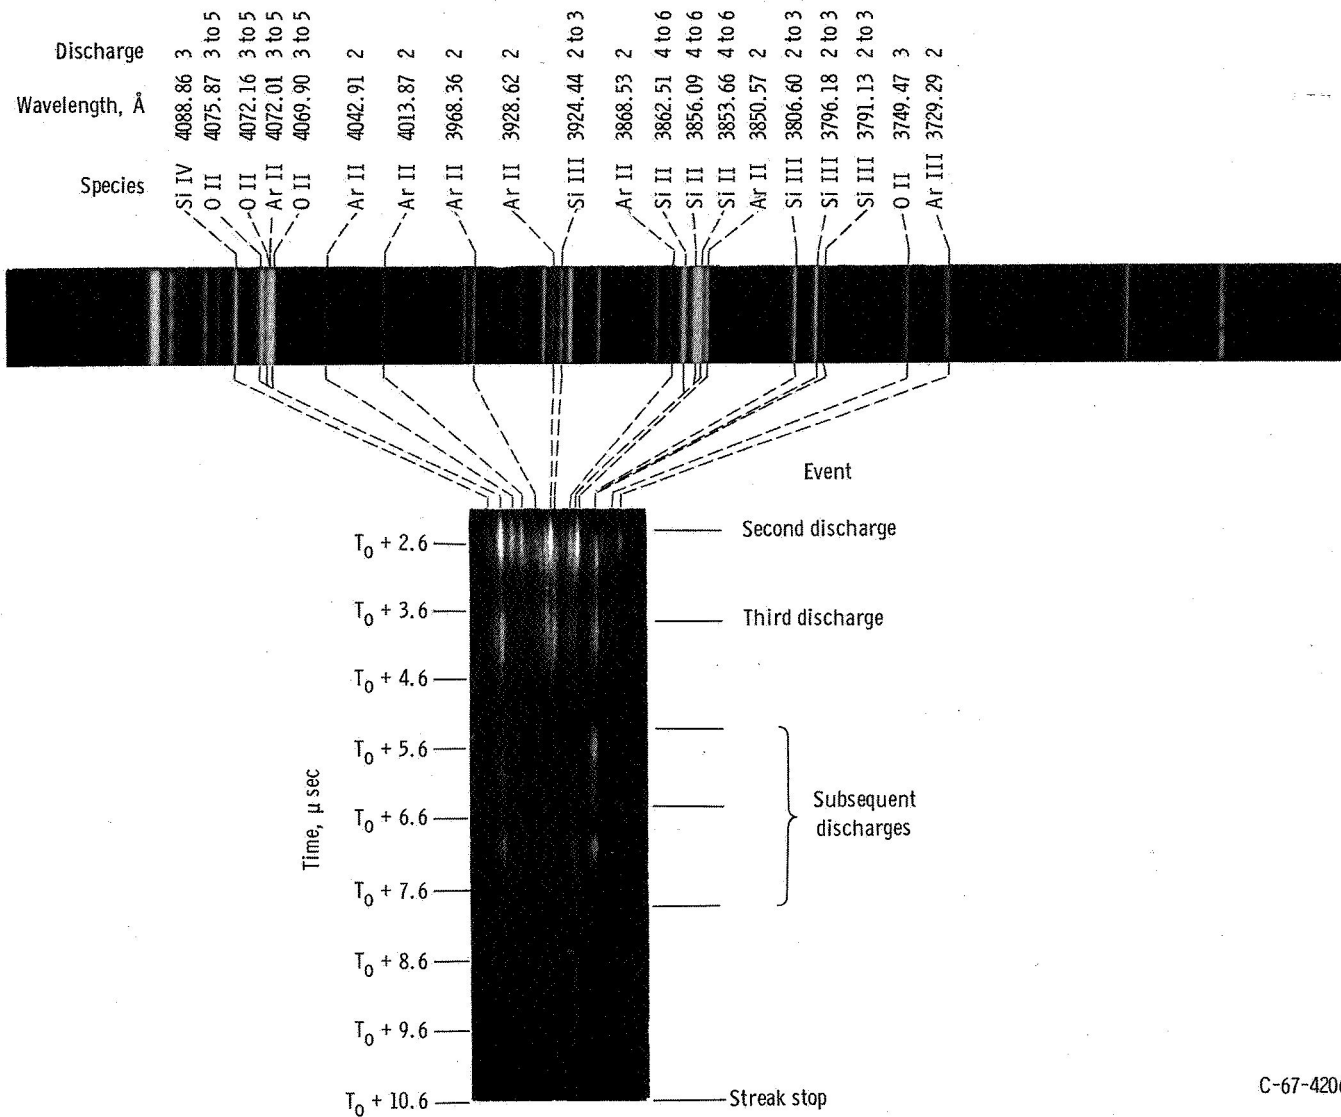 Discharge 3 3 to 5 3 to 5 3 to 5 3 to 5 2 2 2 2 2 to 3 2 4 to 6 4 to 6 4 to 6 2 2 to 3 2 to 3 2 to 3 3 2
Wavelength, Å 4088.86 4075.87 4072.16 4072.01 4069.90 4042.91 4013.87 3968.36 3928.62 3924.44 3868.53 3862.51 3856.09 3853.66 3850.57 3806.60 3796.18 3791.13 3749.47 3729.29
Species Si IV O II O II Ar II O II Ar II Ar II Ar II Ar II Si III Ar II Si II Si II Si II Ar II Si III Si III Si III O II Ar III
Event
Second discharge
T₀ + 2.6
T₀ + 3.6
Third discharge
T₀ + 4.6
T₀ + 5.6
Time, μ sec
Subsequent
discharges
T₀ + 6.6
T₀ + 7.6
T₀ + 8.6
T₀ + 9.6
T₀ + 10.6
Streak stop